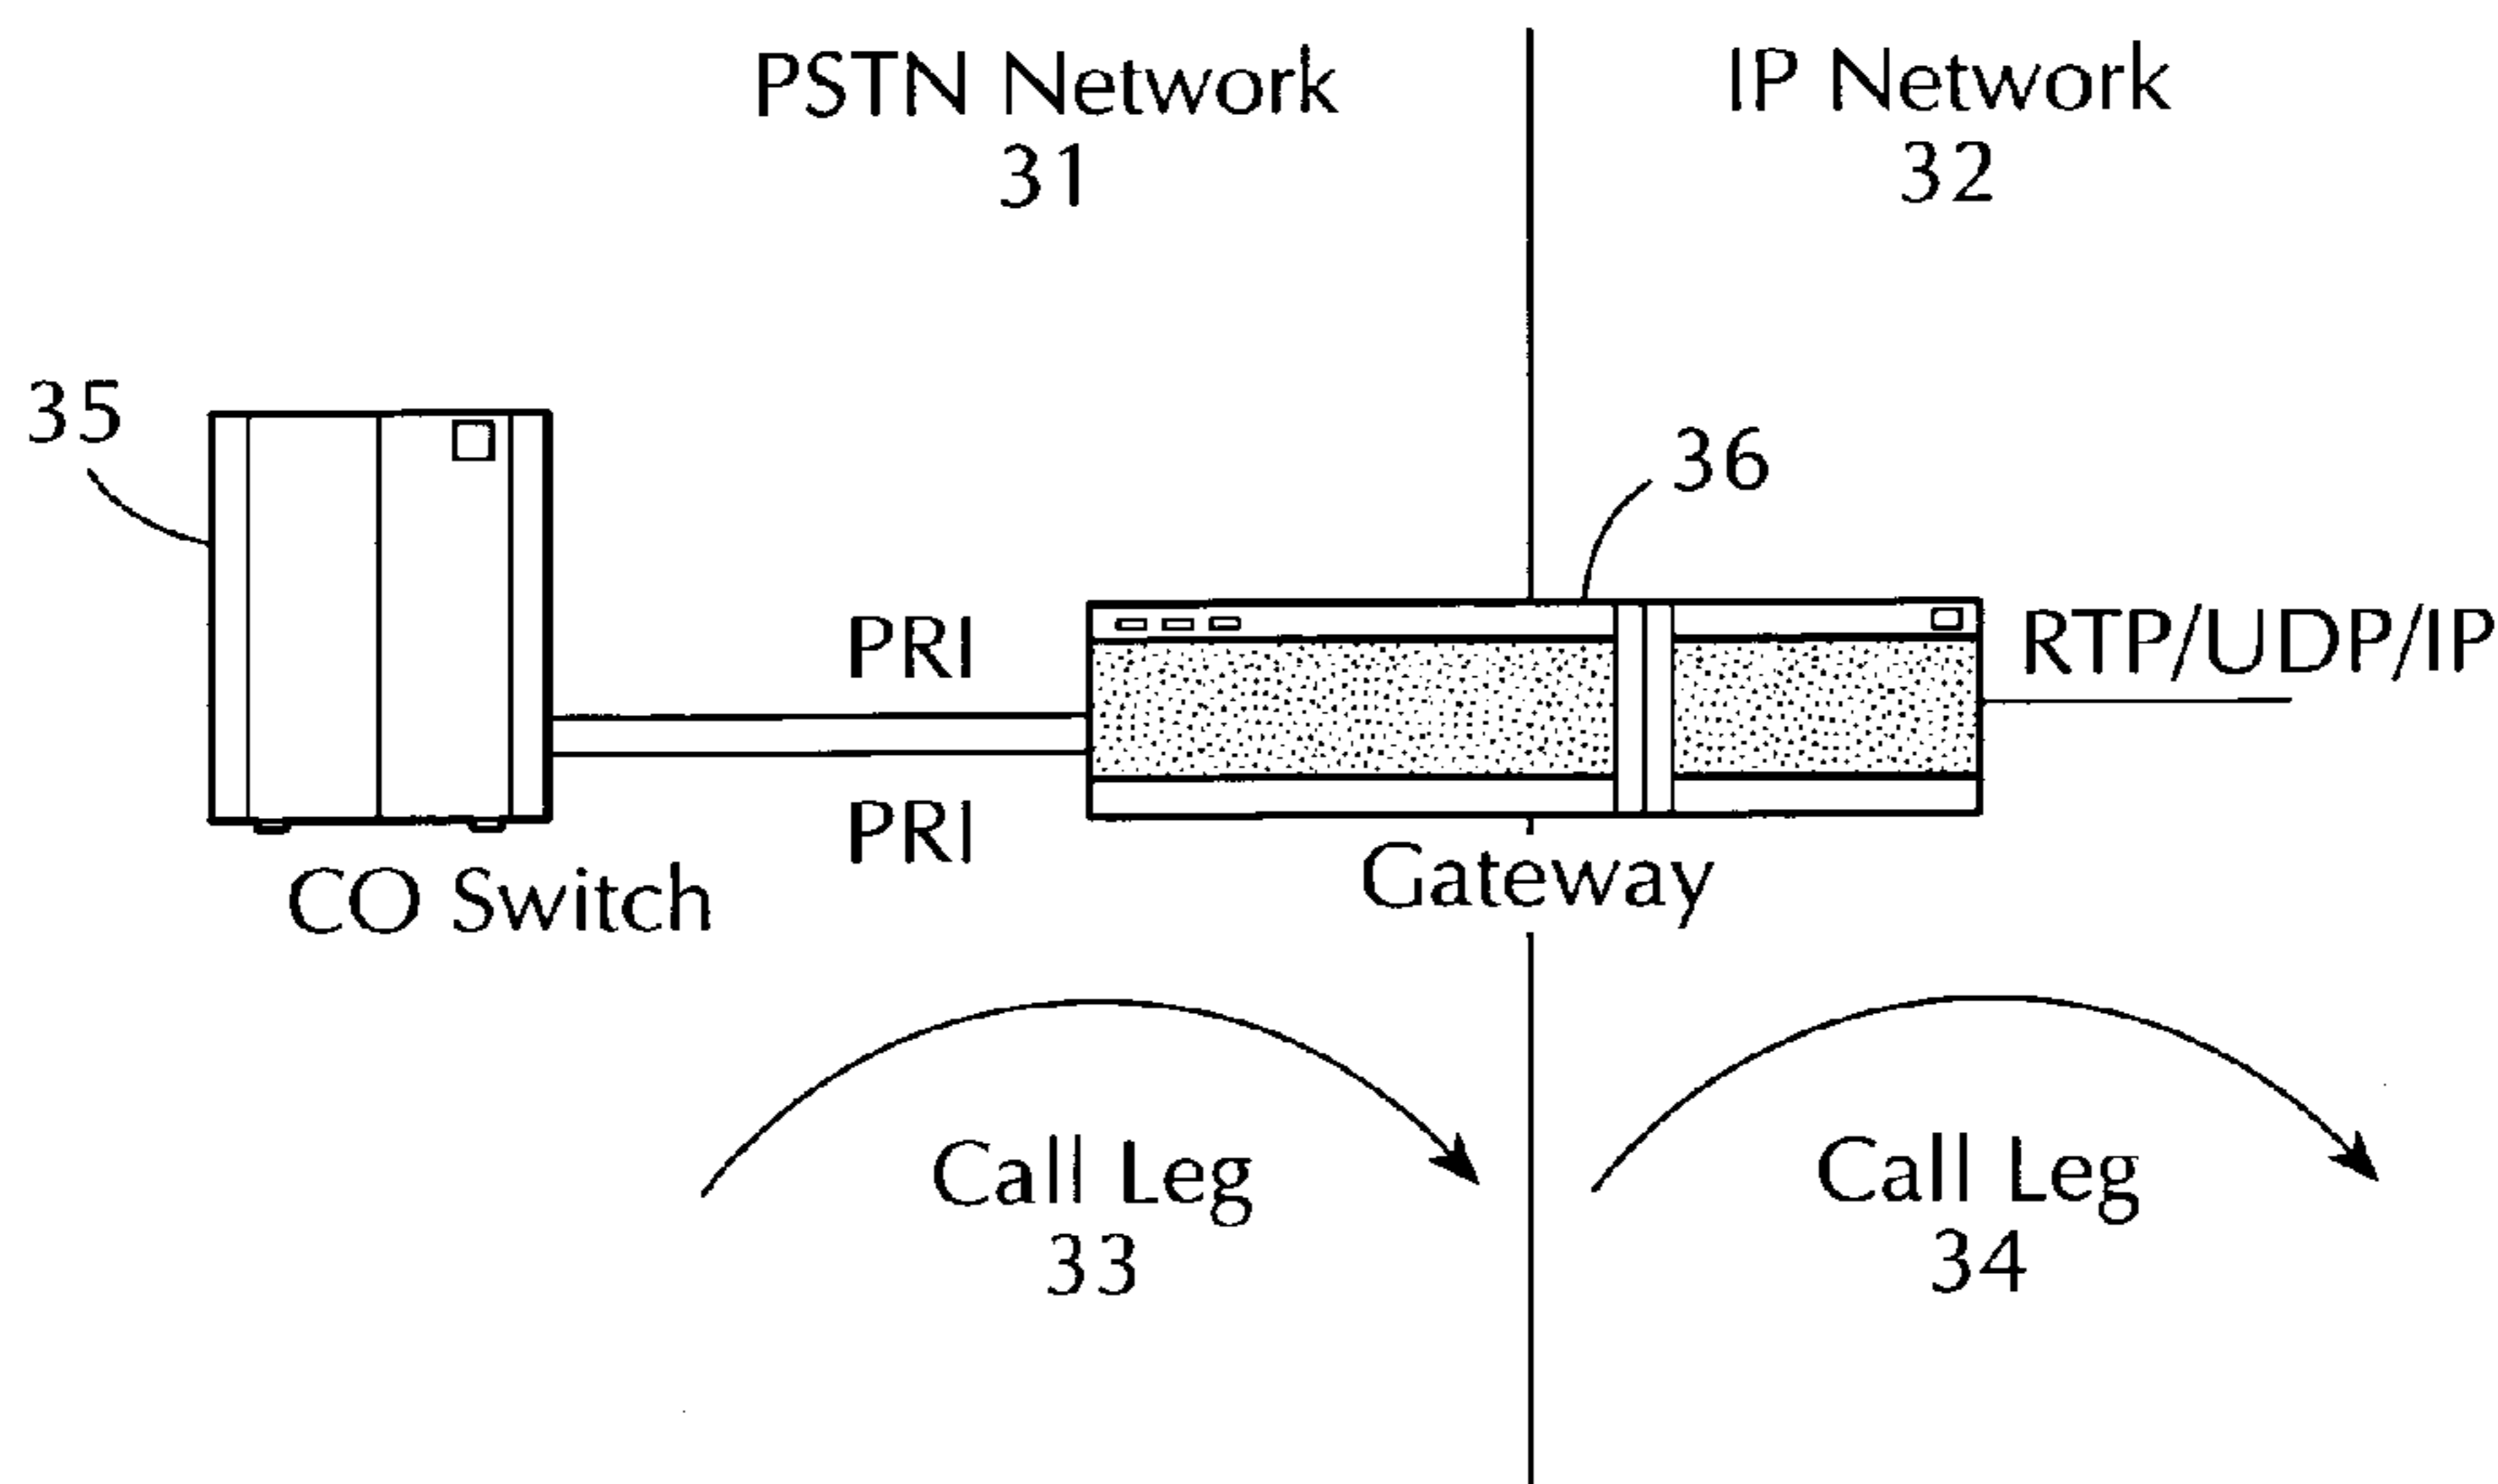 PSTN Network
31
IP Network
32
35
36
PRI
RTP/UDP/IP
PRI
CO Switch
Gateway
Call Leg
33
Call Leg
34